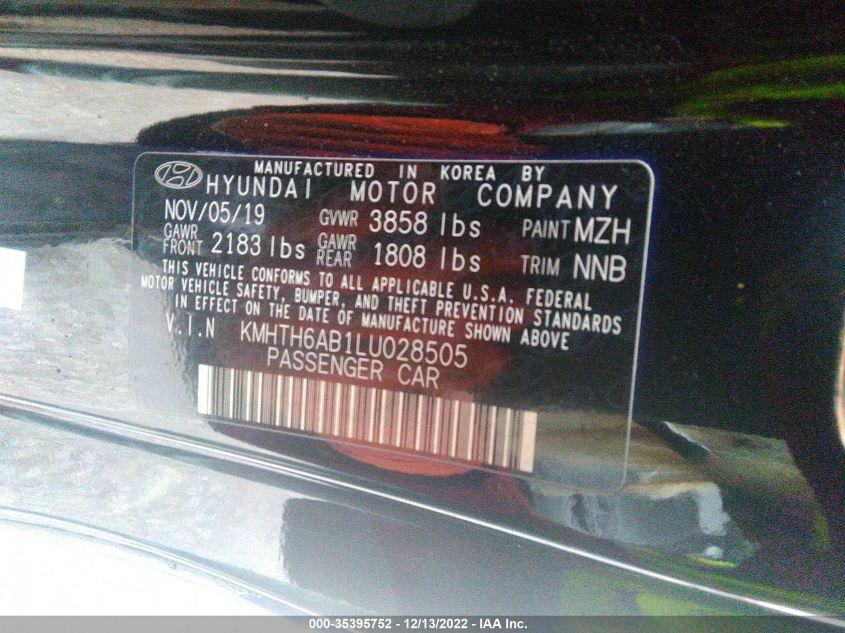 MANUFACTURED IN KOREA BY
HYUNDAI MOTOR COMPANY
NOV/05/19 GVWR 3858 lbs PAINT MZH
GAWR FRONT 2183 lbs GAWR REAR 1808 lbs TRIM NNB
THIS VEHICLE CONFORMS TO ALL APPLICABLE U.S.A. FEDERAL
MOTOR VEHICLE SAFETY, BUMPER, AND THEFT PREVENTION STANDARDS
IN EFFECT ON THE DATE OF MANUFACTURE SHOWN ABOVE
V.I.N KMHTH6AB1LU028505
PASSENGER CAR
000-35395752 - 12/13/2022 - IAA Inc.